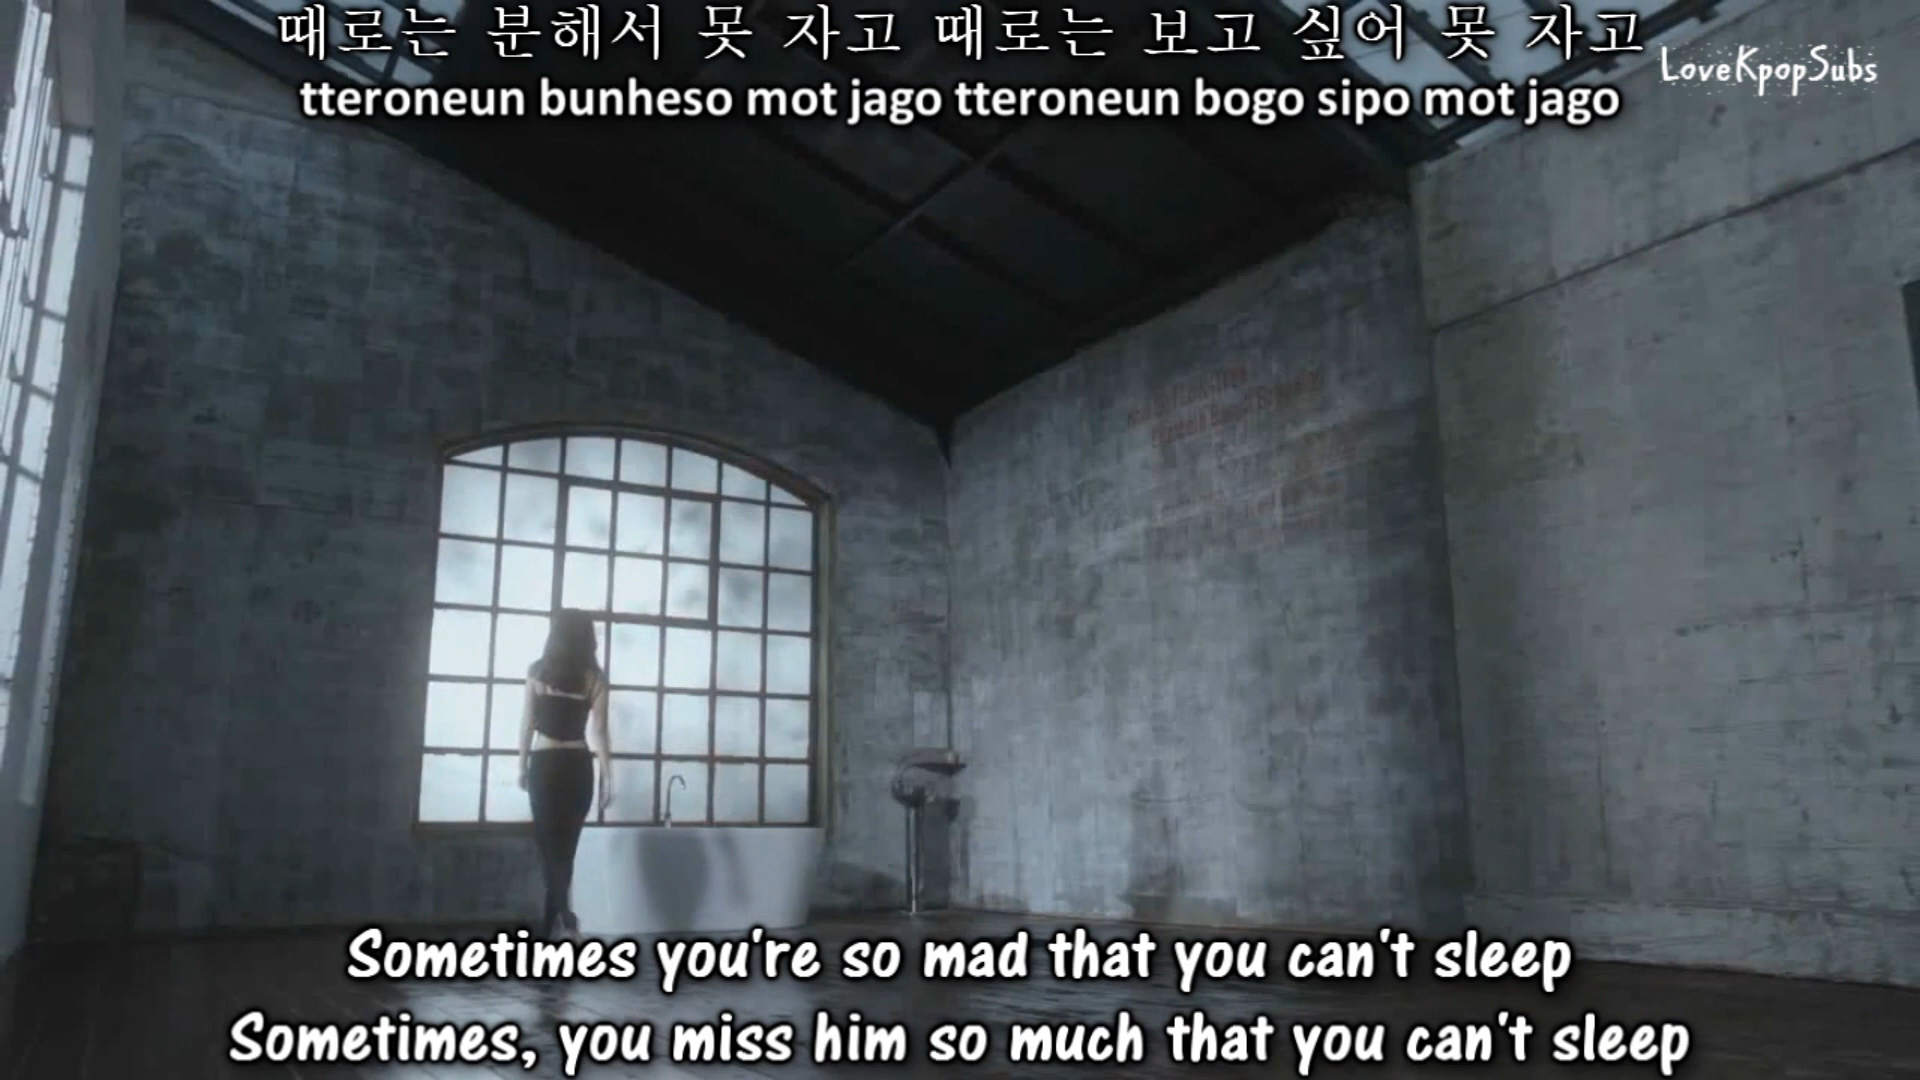 때로는 분해서 못 자고 때로는 보고 싶어 못 자고
tteroneun bunheso mot jago tteroneun bogo sipo mot jago
LoveKpopSubs
Sometimes you're so mad that you can't sleep
Sometimes, you miss him so much that you can't sleep